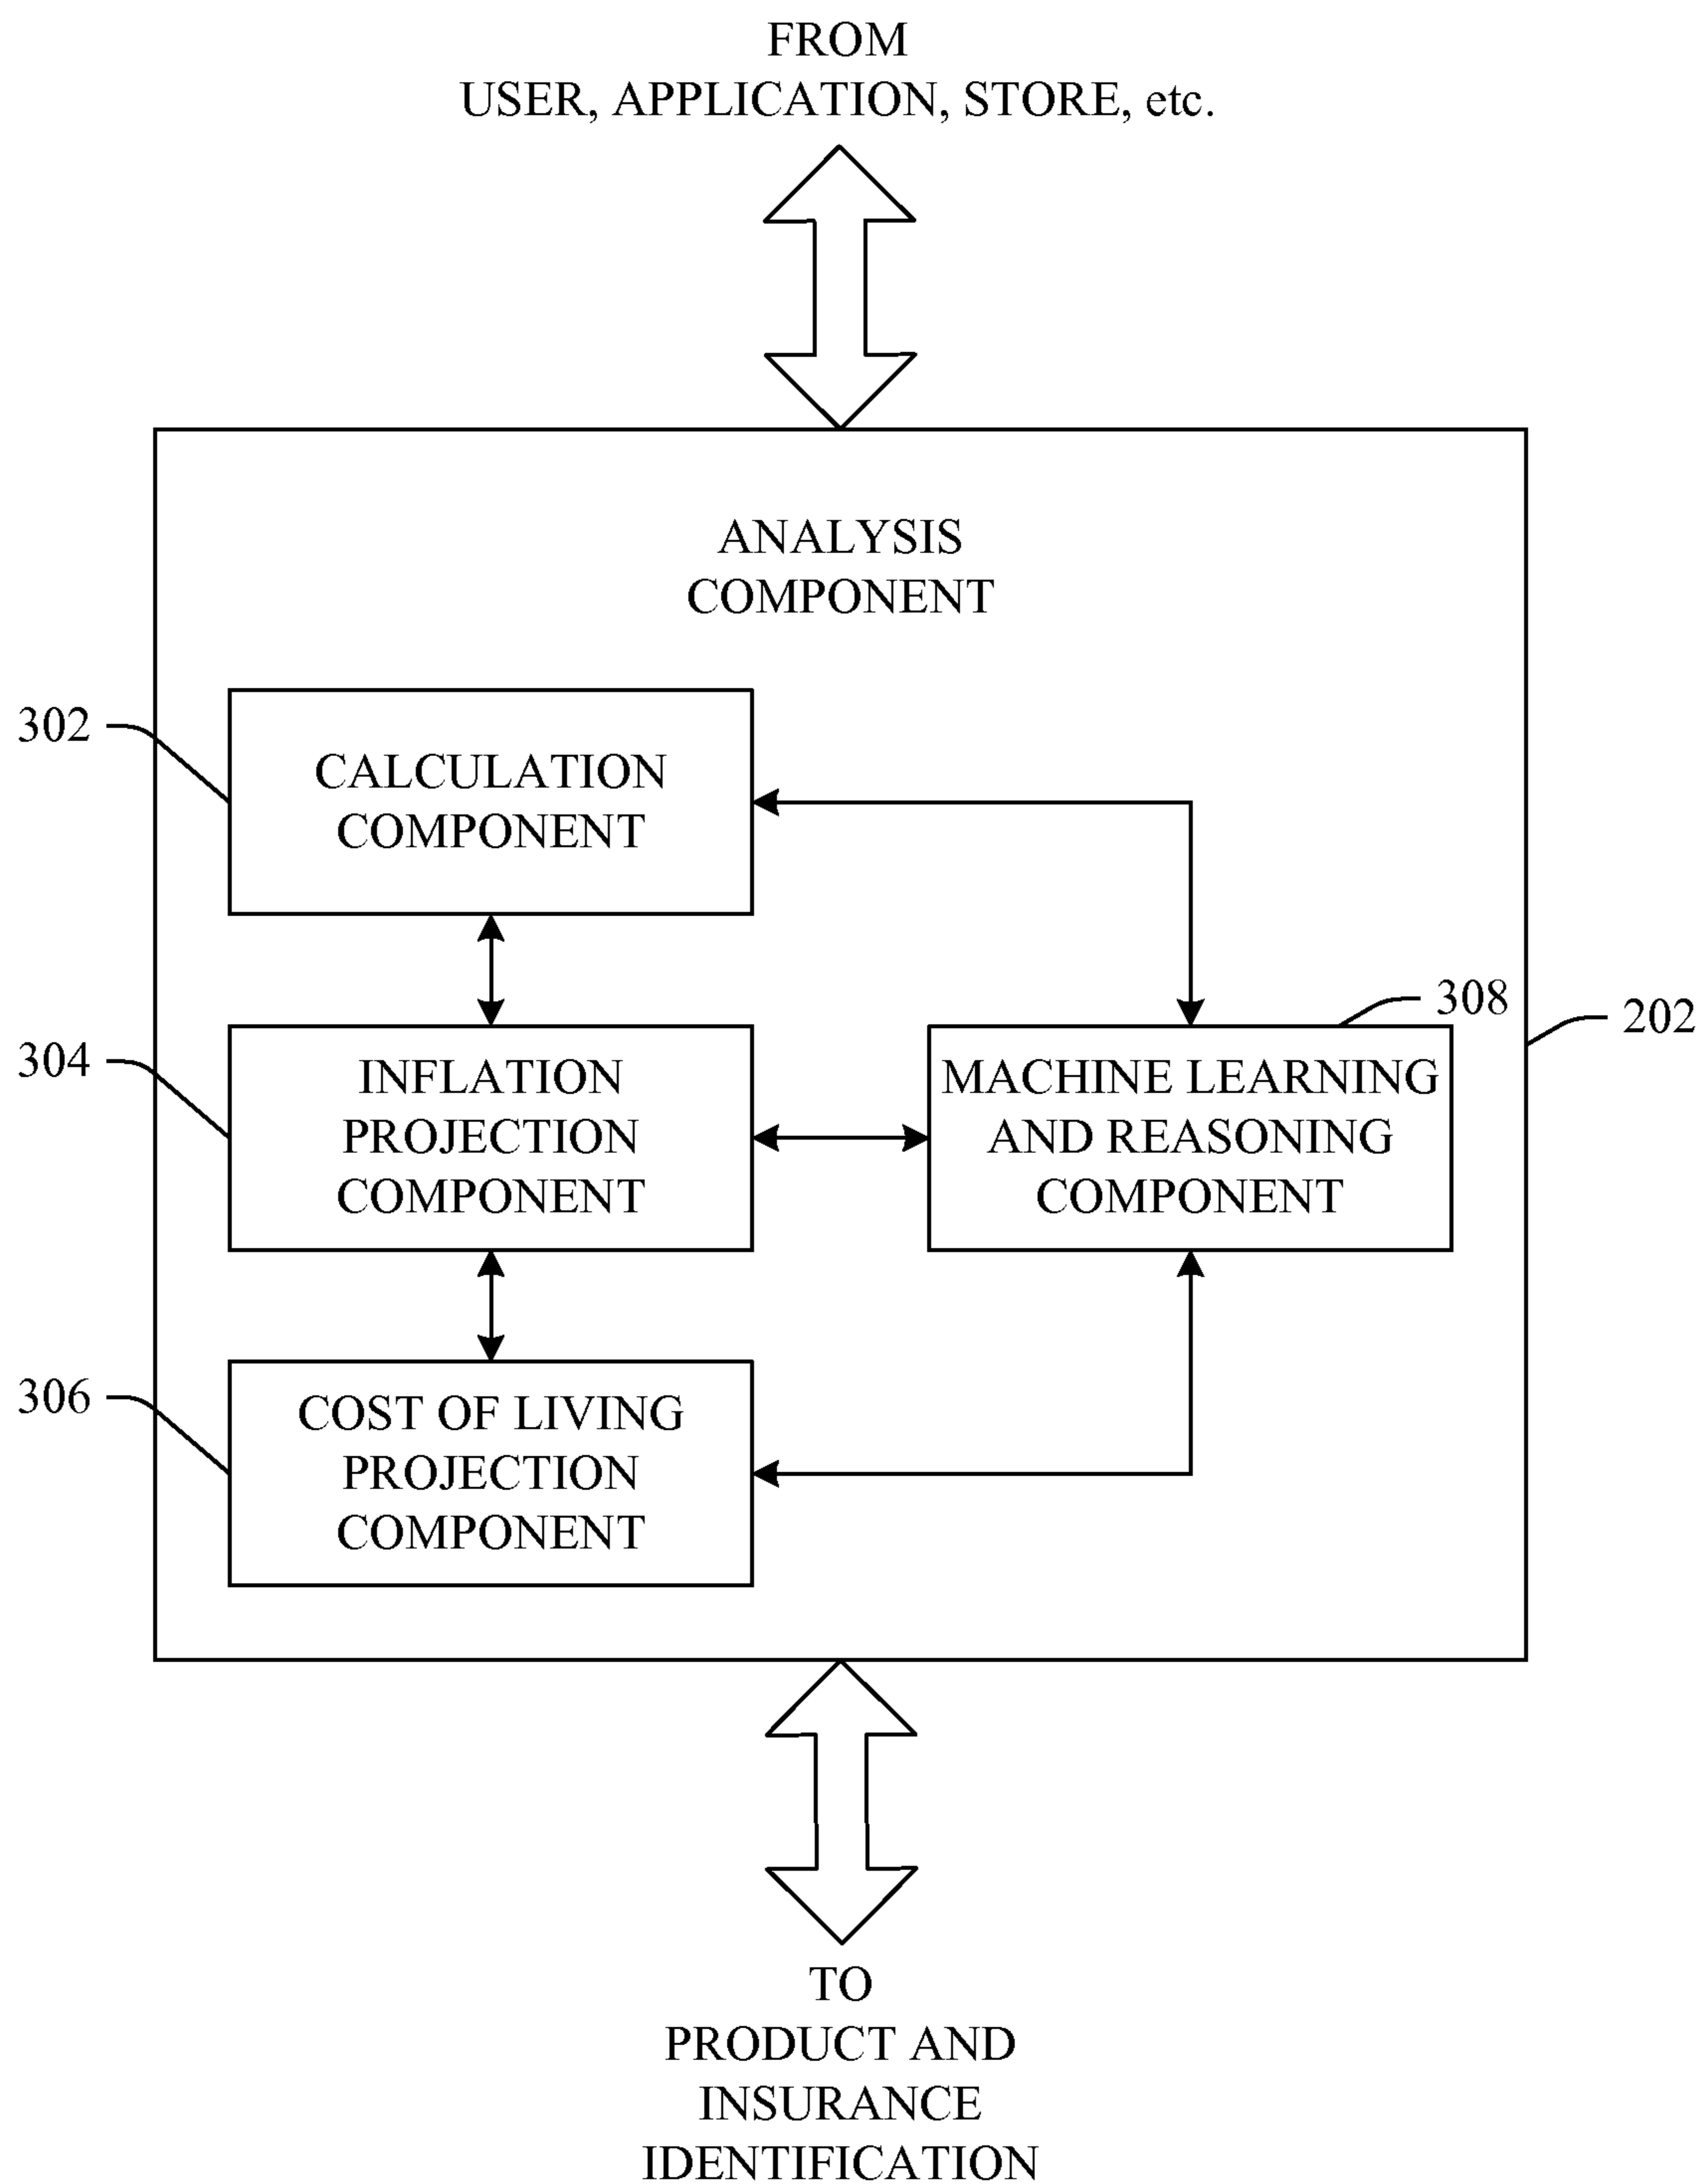 FROM
USER, APPLICATION, STORE, etc.
ANALYSIS
COMPONENT
302
CALCULATION
COMPONENT
304
INFLATION
PROJECTION
COMPONENT
308
MACHINE LEARNING
AND REASONING
COMPONENT
202
306
COST OF LIVING
PROJECTION
COMPONENT
TO
PRODUCT AND
INSURANCE
IDENTIFICATION